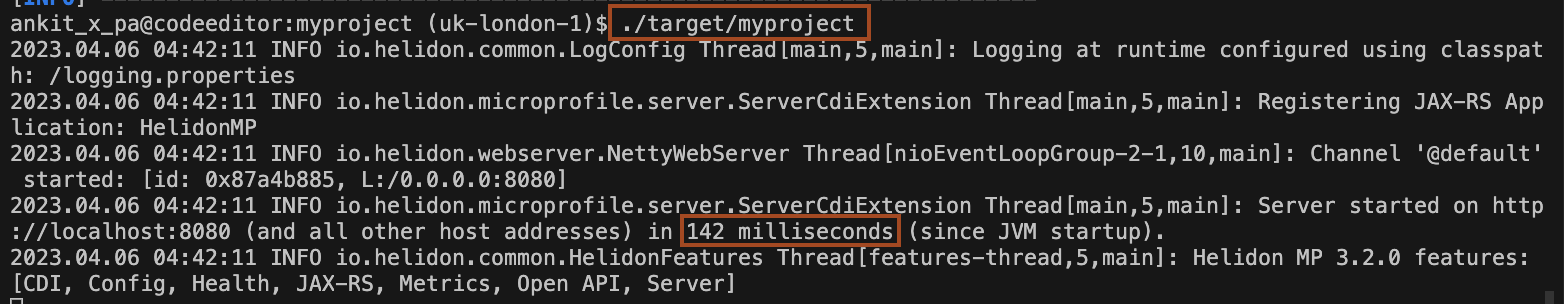 [INFO]
ankit_x_pa@codeeditor:myproject (uk-london-1)$ ./target/myproject
2023.04.06 04:42:11 INFO io.helidon.common.LogConfig Thread[main,5,main]: Logging at runtime configured using classpat
h: /logging.properties
2023.04.06 04:42:11 INFO io.helidon.microprofile.server.ServerCdiExtension Thread[main,5,main]: Registering JAX-RS App
lication: HelidonMP
2023.04.06 04:42:11 INFO io.helidon.webserver.NettyWebServer Thread[nioEventLoopGroup-2-1,10,main]: Channel '@default'
 started: [id: 0x87a4b885, L:/0.0.0.0:8080]
2023.04.06 04:42:11 INFO io.helidon.microprofile.server.ServerCdiExtension Thread[main,5,main]: Server started on http
://localhost:8080 (and all other host addresses) in 142 milliseconds (since JVM startup).
2023.04.06 04:42:11 INFO io.helidon.common.HelidonFeatures Thread[features-thread,5,main]: Helidon MP 3.2.0 features:
[CDI, Config, Health, JAX-RS, Metrics, Open API, Server]